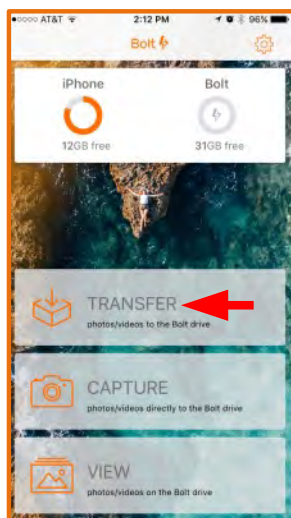 AT&T 2:12 PM 96%
Bolt
iPhone Bolt
12GB free 31GB free
TRANSFER
photos/videos to the Bolt drive
CAPTURE
photos/videos directly to the Bolt drive
VIEW
photos/videos on the Bolt drive